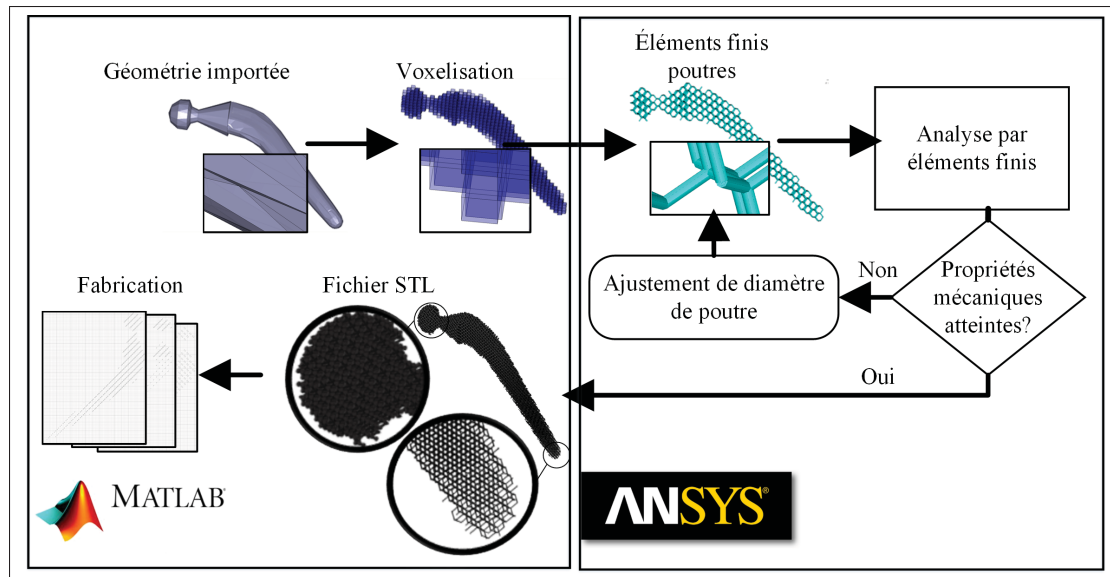 Géométrie importée
Voxelisation
Éléments finis
poutres
Analyse par
éléments finis
Propriétés
mécaniques
atteintes?
Non
Ajustement de diamètre
de poutre
Oui
Fichier STL
Fabrication
MATLAB®
ANSYS®